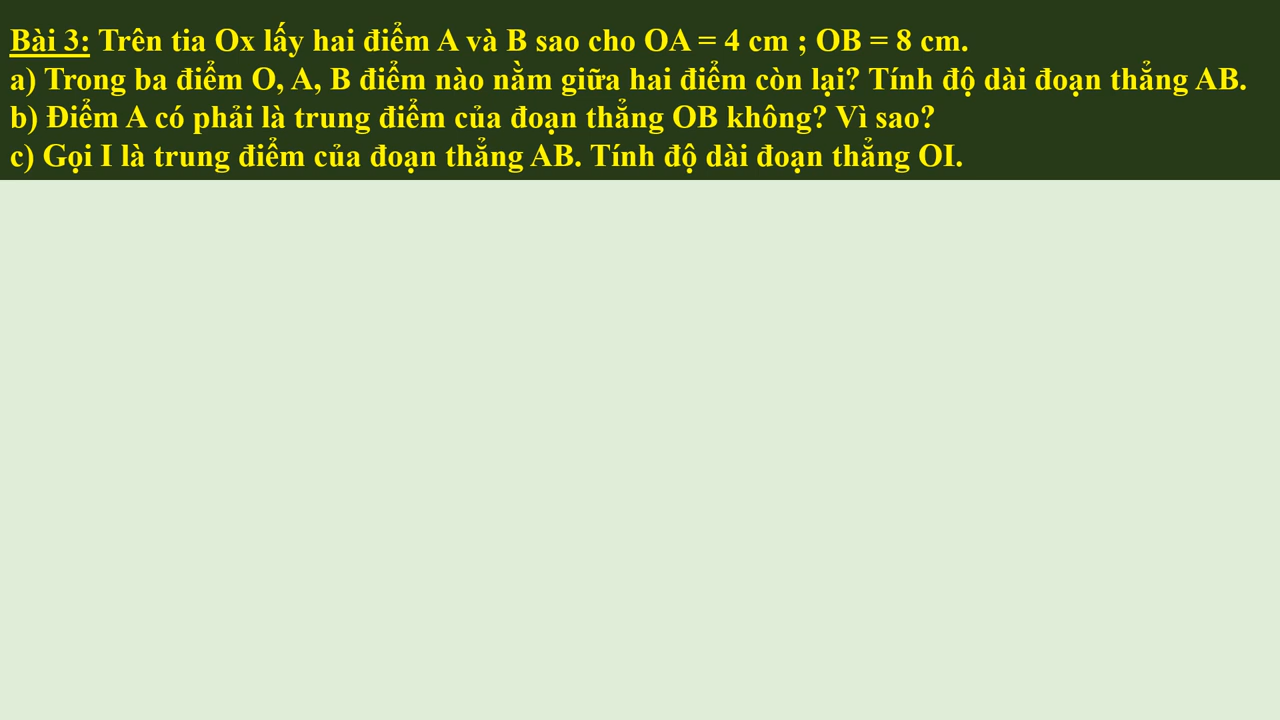 Bài 3: Trên tia Ox lấy hai điểm A và B sao cho OA = 4 cm ; OB = 8 cm.
a) Trong ba điểm O, A, B điểm nào nằm giữa hai điểm còn lại? Tính độ dài đoạn thẳng AB.
b) Điểm A có phải là trung điểm của đoạn thẳng OB không? Vì sao?
c) Gọi I là trung điểm của đoạn thẳng AB. Tính độ dài đoạn thẳng OI.